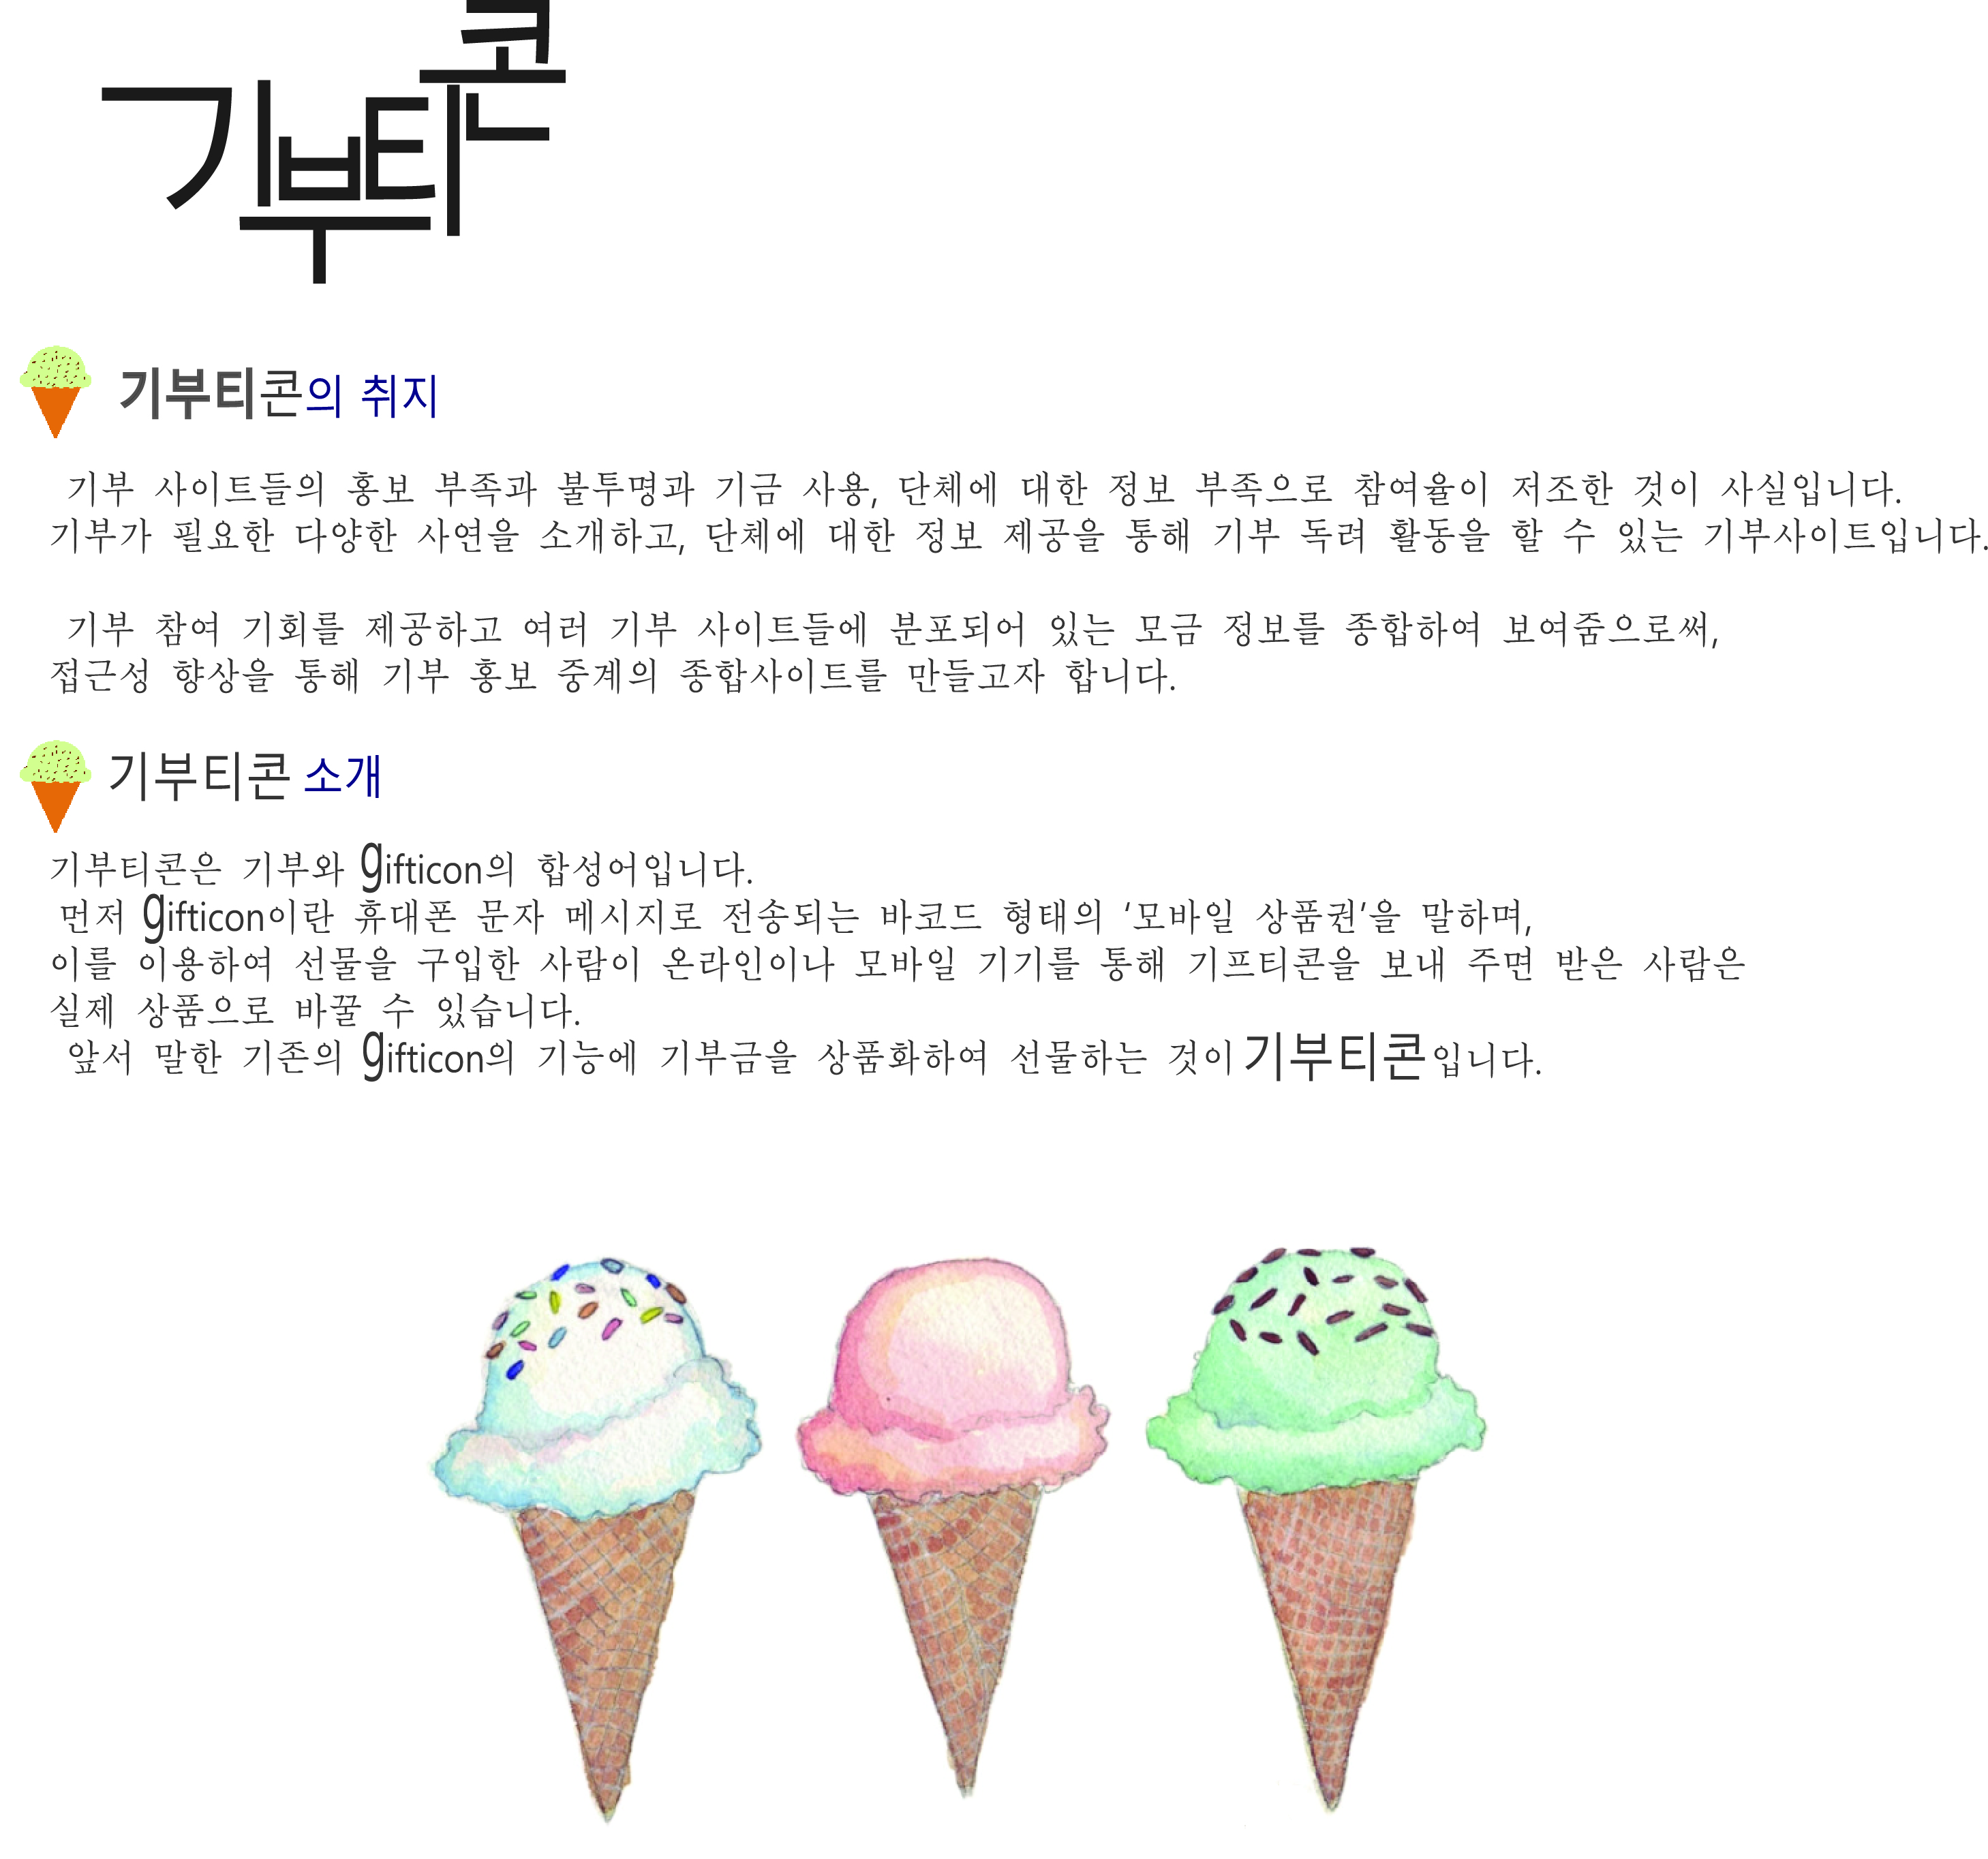 기부티콘
기부티콘의 취지
기부 사이트들의 홍보 부족과 불투명과 기금 사용, 단체에 대한 정보 부족으로 참여율이 저조한 것이 사실입니다.
기부가 필요한 다양한 사연을 소개하고, 단체에 대한 정보 제공을 통해 기부 독려 활동을 할 수 있는 기부사이트입니다.
기부 참여 기회를 제공하고 여러 기부 사이트들에 분포되어 있는 모금 정보를 종합하여 보여줌으로써,
접근성 향상을 통해 기부 홍보 중계의 종합사이트를 만들고자 합니다.
기부티콘 소개
기부티콘은 기부와 gifticon의 합성어입니다.
먼저 gifticon이란 휴대폰 문자 메시지로 전송되는 바코드 형태의 ‘모바일 상품권’을 말하며,
이를 이용하여 선물을 구입한 사람이 온라인이나 모바일 기기를 통해 기프티콘을 보내 주면 받은 사람은
실제 상품으로 바꿀 수 있습니다.
앞서 말한 기존의 gifticon의 기능에 기부금을 상품화하여 선물하는 것이 기부티콘입니다.